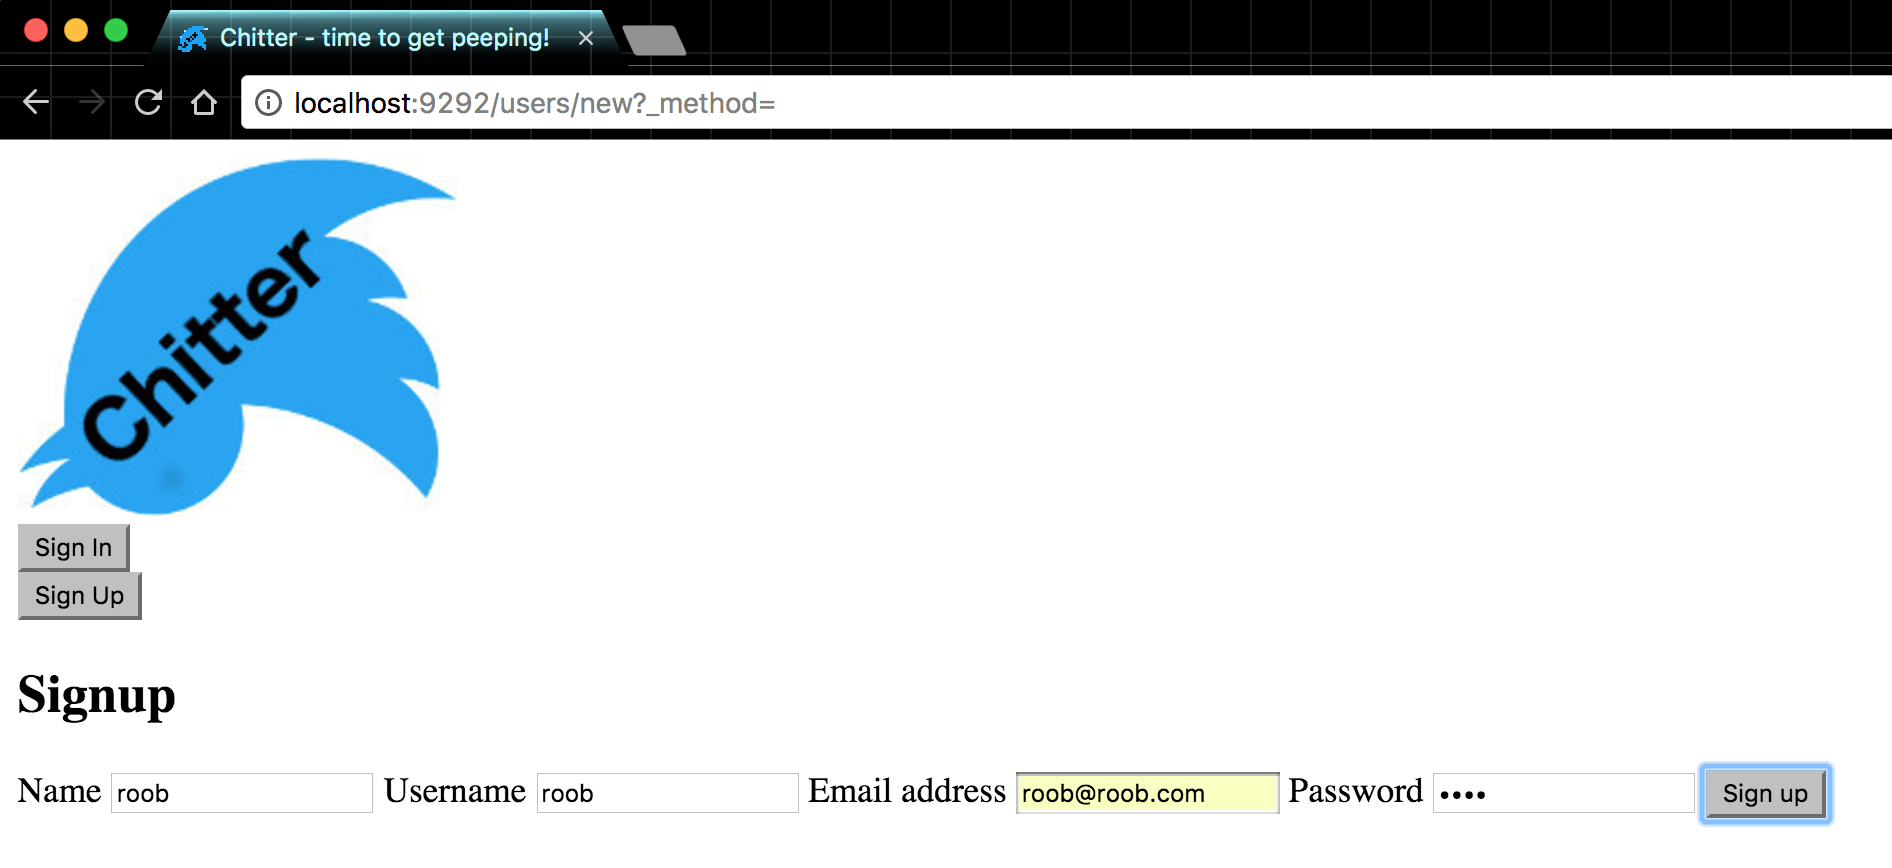 Chitter - time to get peeping!
localhost:9292/users/new?_method=
Chitter
Sign In
Sign Up
Signup
Name roob Username roob Email address roob@roob.com Password •••• Sign up